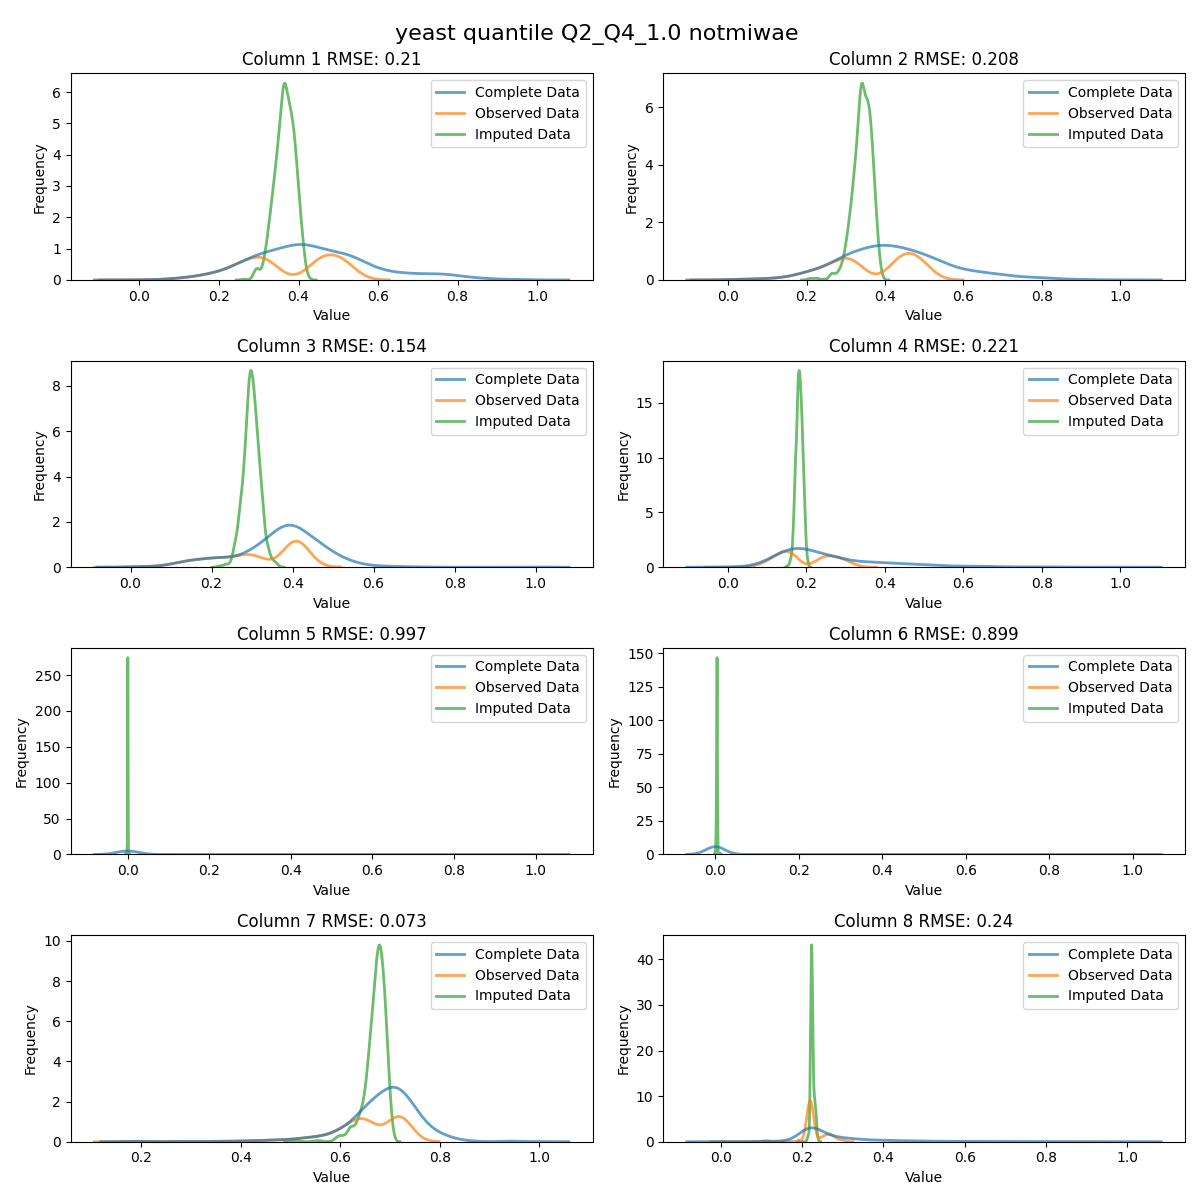 yeast quantile Q2_Q4_1.0 notmiwae
Column 1 RMSE: 0.21
Frequency
6
5
4
3
2
1
0
0.0 0.2 0.4 0.6 0.8 1.0
Value
Complete Data
Observed Data
Imputed Data
Column 2 RMSE: 0.208
Frequency
6
4
2
0
0.0 0.2 0.4 0.6 0.8 1.0
Value
Complete Data
Observed Data
Imputed Data
Column 3 RMSE: 0.154
Frequency
8
6
4
2
0
0.0 0.2 0.4 0.6 0.8 1.0
Value
Complete Data
Observed Data
Imputed Data
Column 4 RMSE: 0.221
Frequency
15
10
5
0
0.0 0.2 0.4 0.6 0.8 1.0
Value
Complete Data
Observed Data
Imputed Data
Column 5 RMSE: 0.997
Frequency
250
200
150
100
50
0
0.0 0.2 0.4 0.6 0.8 1.0
Value
Complete Data
Observed Data
Imputed Data
Column 6 RMSE: 0.899
Frequency
150
125
100
75
50
25
0
0.0 0.2 0.4 0.6 0.8 1.0
Value
Complete Data
Observed Data
Imputed Data
Column 7 RMSE: 0.073
Frequency
10
8
6
4
2
0
0.2 0.4 0.6 0.8 1.0
Value
Complete Data
Observed Data
Imputed Data
Column 8 RMSE: 0.24
Frequency
40
30
20
10
0
0.0 0.2 0.4 0.6 0.8 1.0
Value
Complete Data
Observed Data
Imputed Data